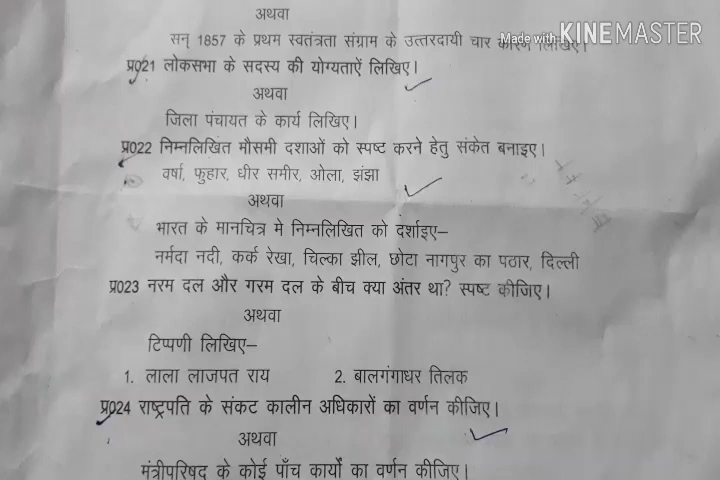 अथवा
Made with KINEMASTER
सन् 1857 के प्रथम स्वतंत्रता संग्राम के उत्तरदायी चार कारण लिखिए।
प्र021 लोकसभा के सदस्य की योग्यताऐं लिखिए।
अथवा
जिला पंचायत के कार्य लिखिए।
प्र022 निम्नलिखित मौसमी दशाओं को स्पष्ट करने हेतु संकेत बनाइए।
वर्षा, फुहार, धीर समीर, ओला, झंझा
अथवा
भारत के मानचित्र मे निम्नलिखित को दर्शाइए–
नर्मदा नदी, कर्क रेखा, चिल्का झील, छोटा नागपुर का पठार, दिल्ली
प्र023 नरम दल और गरम दल के बीच क्या अंतर था? स्पष्ट कीजिए।
अथवा
टिप्पणी लिखिए–
1. लाला लाजपत राय 2. बालगंगाधर तिलक
प्र024 राष्ट्रपति के संकट कालीन अधिकारों का वर्णन कीजिए।
अथवा
मंत्रीपरिषद के कोई पाँच कार्यों का वर्णन कीजिए।